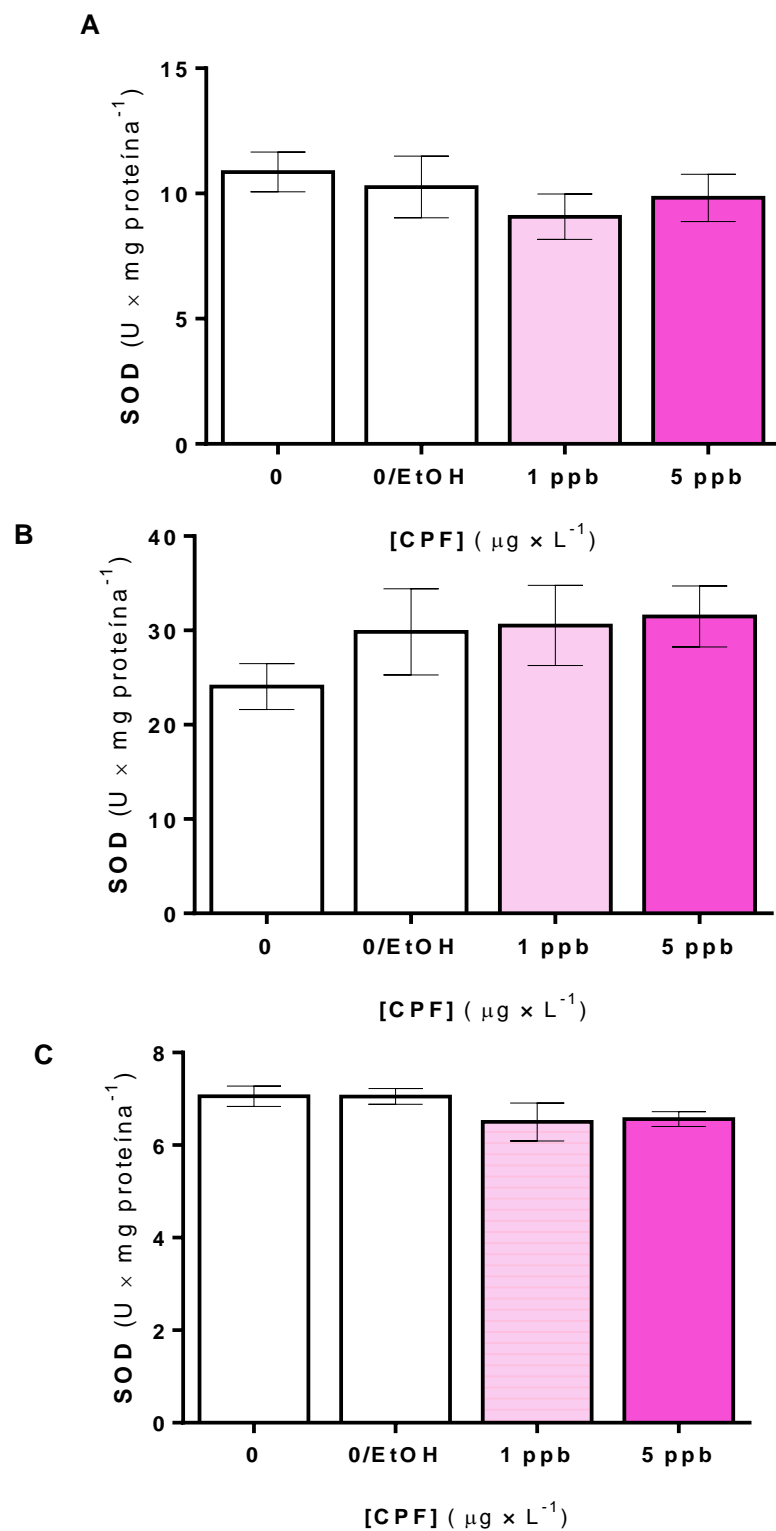 A
SOD (U × mg proteína⁻¹)
15
10
5
0
0 0/EtOH 1 ppb 5 ppb
[CPF] ( μg × L⁻¹)
B
SOD (U × mg proteína⁻¹)
40
30
20
10
0
0 0/EtOH 1 ppb 5 ppb
[CPF] ( μg × L⁻¹)
C
SOD (U × mg proteína⁻¹)
8
6
4
2
0
0 0/EtOH 1 ppb 5 ppb
[CPF] ( μg × L⁻¹)